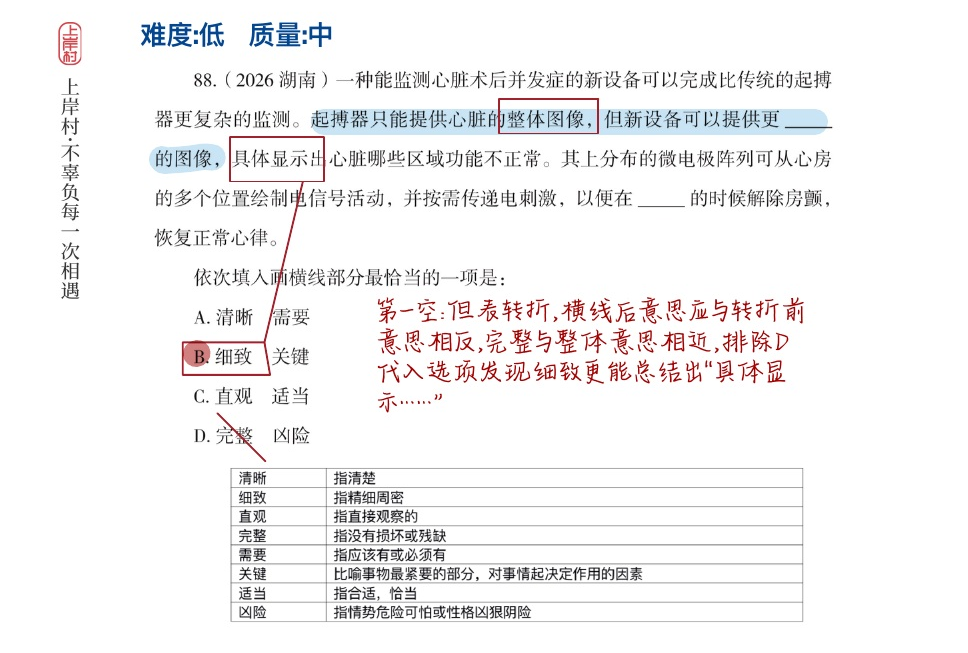 上岸村
上岸村·不辜负每一次相遇
难度:低 质量:中
88.（2026 湖南）一种能监测心脏术后并发症的新设备可以完成比传统的起搏
器更复杂的监测。起搏器只能提供心脏的整体图像，但新设备可以提供更 ____
的图像，具体显示出心脏哪些区域功能不正常。其上分布的微电极阵列可从心房
的多个位置绘制电信号活动，并按需传递电刺激，以便在 ____ 的时候解除房颤，
恢复正常心律。
依次填入画横线部分最恰当的一项是：
A. 清晰 需要
B. 细致 关键
C. 直观 适当
D. 完整 凶险
第一空:但表转折,横线后意思应与转折前
意思相反,完整与整体意思相近,排除D
代入选项发现细致更能总结出“具体显
示……”
清晰 指清楚
细致 指精细周密
直观 指直接观察的
完整 指没有损坏或残缺
需要 指应该有或必须有
关键 比喻事物最紧要的部分，对事情起决定作用的因素
适当 指合适，恰当
凶险 指情势危险可怕或性格凶狠阴险